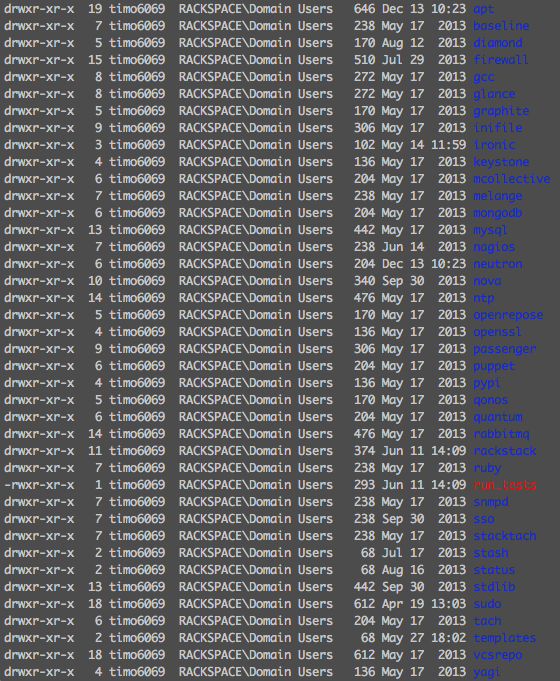 drwxr-xr-x  19 timo6069  RACKSPACE\Domain Users   646 Dec 13 10:23 apt
drwxr-xr-x   7 timo6069  RACKSPACE\Domain Users   238 May 17  2013 baseline
drwxr-xr-x   5 timo6069  RACKSPACE\Domain Users   170 Aug 12  2013 diamond
drwxr-xr-x  15 timo6069  RACKSPACE\Domain Users   510 Jul 29  2013 firewall
drwxr-xr-x   8 timo6069  RACKSPACE\Domain Users   272 May 17  2013 gcc
drwxr-xr-x   8 timo6069  RACKSPACE\Domain Users   272 May 17  2013 glance
drwxr-xr-x   5 timo6069  RACKSPACE\Domain Users   170 May 17  2013 graphite
drwxr-xr-x   9 timo6069  RACKSPACE\Domain Users   306 May 17  2013 inifile
drwxr-xr-x   3 timo6069  RACKSPACE\Domain Users   102 May 14 11:59 ironic
drwxr-xr-x   4 timo6069  RACKSPACE\Domain Users   136 May 17  2013 keystone
drwxr-xr-x   6 timo6069  RACKSPACE\Domain Users   204 May 17  2013 mcollective
drwxr-xr-x   7 timo6069  RACKSPACE\Domain Users   238 May 17  2013 melange
drwxr-xr-x   6 timo6069  RACKSPACE\Domain Users   204 May 17  2013 mongodb
drwxr-xr-x  13 timo6069  RACKSPACE\Domain Users   442 May 17  2013 mysql
drwxr-xr-x   7 timo6069  RACKSPACE\Domain Users   238 Jun 14  2013 nagios
drwxr-xr-x   6 timo6069  RACKSPACE\Domain Users   204 Dec 13 10:23 neutron
drwxr-xr-x  10 timo6069  RACKSPACE\Domain Users   340 Sep 30  2013 nova
drwxr-xr-x  14 timo6069  RACKSPACE\Domain Users   476 May 17  2013 ntp
drwxr-xr-x   5 timo6069  RACKSPACE\Domain Users   170 May 17  2013 openrepose
drwxr-xr-x   4 timo6069  RACKSPACE\Domain Users   136 May 17  2013 openssl
drwxr-xr-x   9 timo6069  RACKSPACE\Domain Users   306 May 17  2013 passenger
drwxr-xr-x   6 timo6069  RACKSPACE\Domain Users   204 May 17  2013 puppet
drwxr-xr-x   4 timo6069  RACKSPACE\Domain Users   136 May 17  2013 pypi
drwxr-xr-x   5 timo6069  RACKSPACE\Domain Users   170 May 17  2013 qonos
drwxr-xr-x   6 timo6069  RACKSPACE\Domain Users   204 May 17  2013 quantum
drwxr-xr-x  14 timo6069  RACKSPACE\Domain Users   476 May 17  2013 rabbitmq
drwxr-xr-x  11 timo6069  RACKSPACE\Domain Users   374 Jun 11 14:09 rackstack
drwxr-xr-x   7 timo6069  RACKSPACE\Domain Users   238 May 17  2013 ruby
-rwxr-xr-x   1 timo6069  RACKSPACE\Domain Users   293 Jun 11 14:09 run_tests
drwxr-xr-x   7 timo6069  RACKSPACE\Domain Users   238 May 17  2013 snmpd
drwxr-xr-x   7 timo6069  RACKSPACE\Domain Users   238 Sep 30  2013 sso
drwxr-xr-x   7 timo6069  RACKSPACE\Domain Users   238 May 17  2013 stacktach
drwxr-xr-x   2 timo6069  RACKSPACE\Domain Users    68 Jul 17  2013 stash
drwxr-xr-x   2 timo6069  RACKSPACE\Domain Users    68 Aug 16  2013 status
drwxr-xr-x  13 timo6069  RACKSPACE\Domain Users   442 Sep 30  2013 stdlib
drwxr-xr-x  18 timo6069  RACKSPACE\Domain Users   612 Apr 19 13:03 sudo
drwxr-xr-x   6 timo6069  RACKSPACE\Domain Users   204 May 17  2013 tach
drwxr-xr-x   2 timo6069  RACKSPACE\Domain Users    68 May 27 18:02 templates
drwxr-xr-x  18 timo6069  RACKSPACE\Domain Users   612 May 17  2013 vcsrepo
drwxr-xr-x   4 timo6069  RACKSPACE\Domain Users   136 May 17  2013 yagi